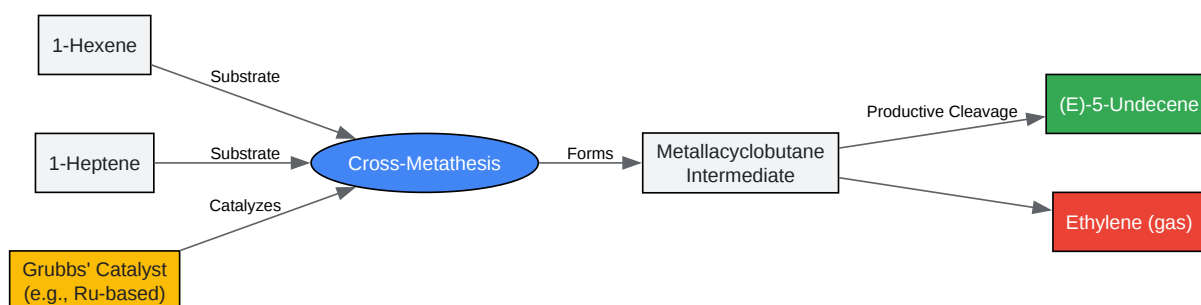 1-Hexene
Substrate
1-Heptene
Substrate
Cross-Metathesis
Catalyzes
Grubbs' Catalyst
(e.g., Ru-based)
Forms
Metallacyclobutane
Intermediate
Productive Cleavage
(E)-5-Undecene
Ethylene (gas)